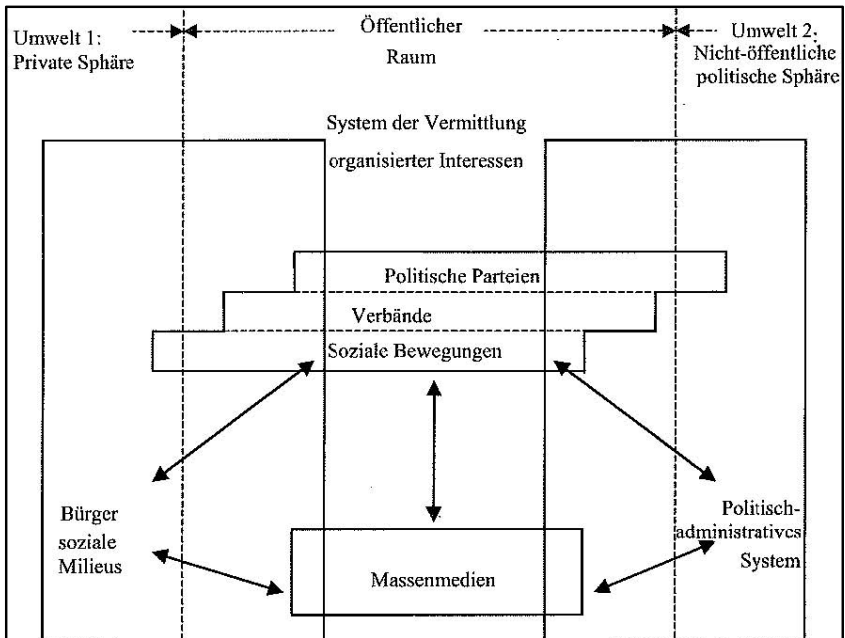 Umwelt 1:
Private Sphäre
Öffentlicher
Raum
Umwelt 2:
Nicht-öffentliche
politische Sphäre
System der Vermittlung
organisierter Interessen
Politische Parteien
Verbände
Soziale Bewegungen
Bürger
soziale
Milieus
Massenmedien
Politisch-
administratives
System